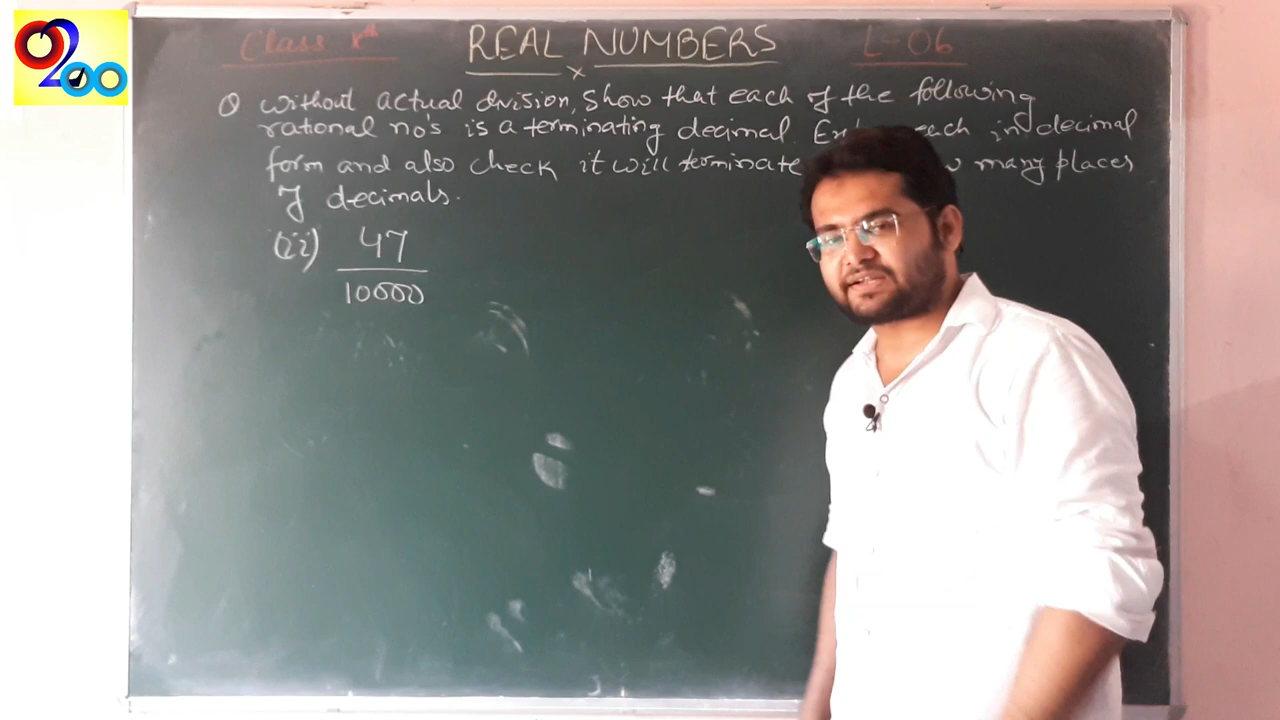 0200
Class Xth
REAL NUMBERS
L-06
Q without actual division, show that each of the following
rational no's is a terminating decimal. each in decimal
form and also check it will terminate many places
of decimals.
(ii) 47
10000